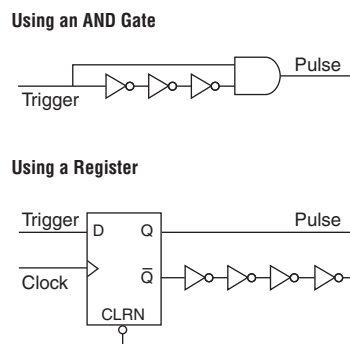 Using an AND Gate
Pulse
Trigger
Using a Register
Trigger
Pulse
D Q
Clock
Q̅
CLRN